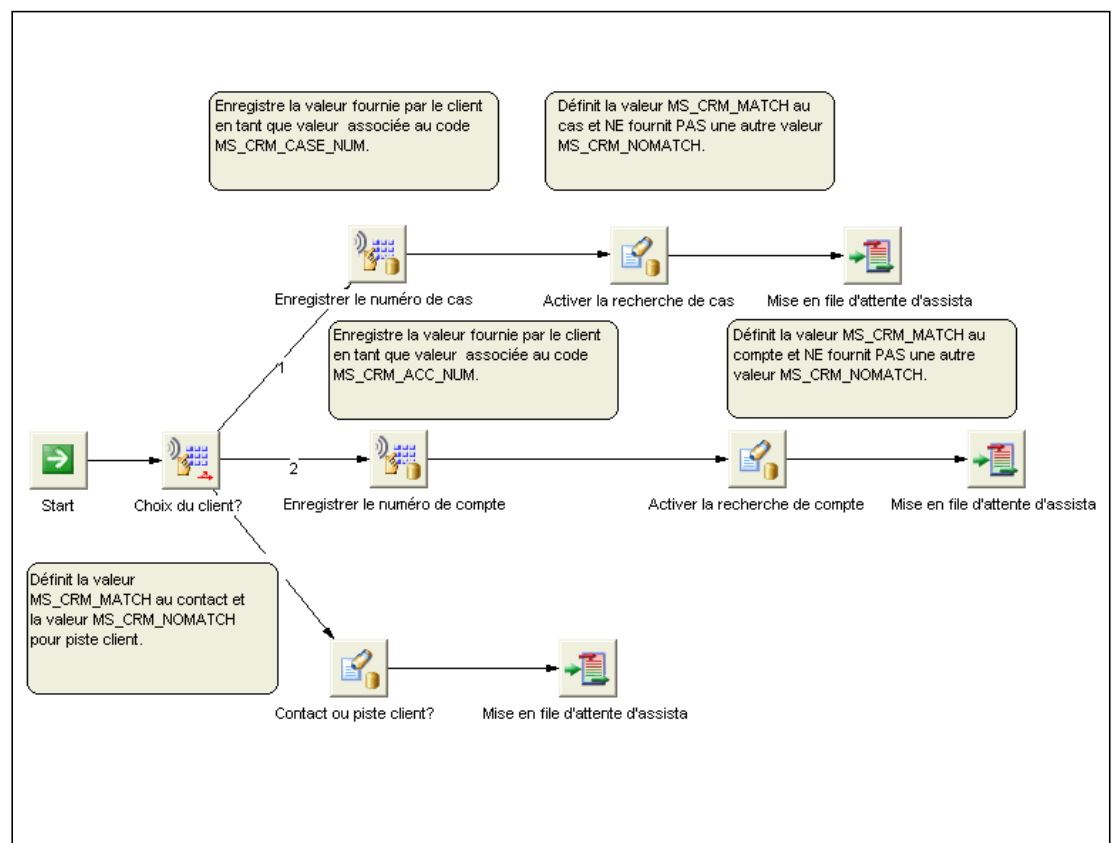 Enregistre la valeur fournie par le client
en tant que valeur  associée au code
MS_CRM_CASE_NUM.
Définit la valeur MS_CRM_MATCH au
cas et NE fournit PAS une autre valeur
MS_CRM_NOMATCH.
Enregistrer le numéro de cas
Activer la recherche de cas
Mise en file d'attente d'assista
1
Enregistre la valeur fournie par le client
en tant que valeur  associée au code
MS_CRM_ACC_NUM.
Définit la valeur MS_CRM_MATCH au
compte et NE fournit PAS une autre
valeur MS_CRM_NOMATCH.
2
Start
Choix du client?
Enregistrer le numéro de compte
Activer la recherche de compte
Mise en file d'attente d'assista
Définit la valeur
MS_CRM_MATCH au contact et
la valeur MS_CRM_NOMATCH
pour piste client.
Contact ou piste client?
Mise en file d'attente d'assista